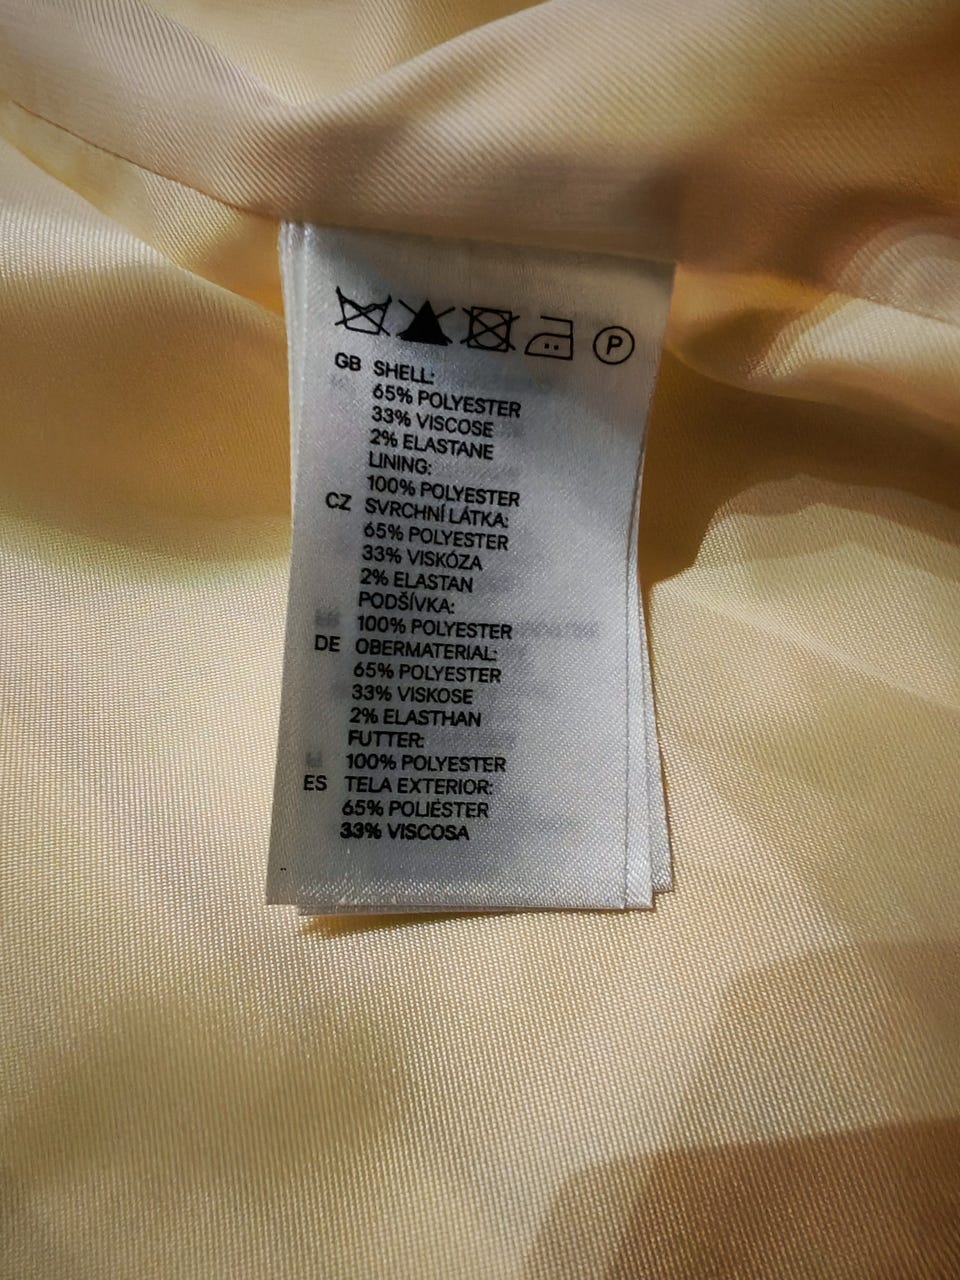 P
GB SHELL:
65% POLYESTER
33% VISCOSE
2% ELASTANE
LINING:
100% POLYESTER
CZ SVRCHNÍ LÁTKA:
65% POLYESTER
33% VISKÓZA
2% ELASTAN
PODŠÍVKA:
100% POLYESTER
DE OBERMATERIAL:
65% POLYESTER
33% VISKOSE
2% ELASTHAN
FUTTER:
100% POLYESTER
ES TELA EXTERIOR:
65% POLIÉSTER
33% VISCOSA